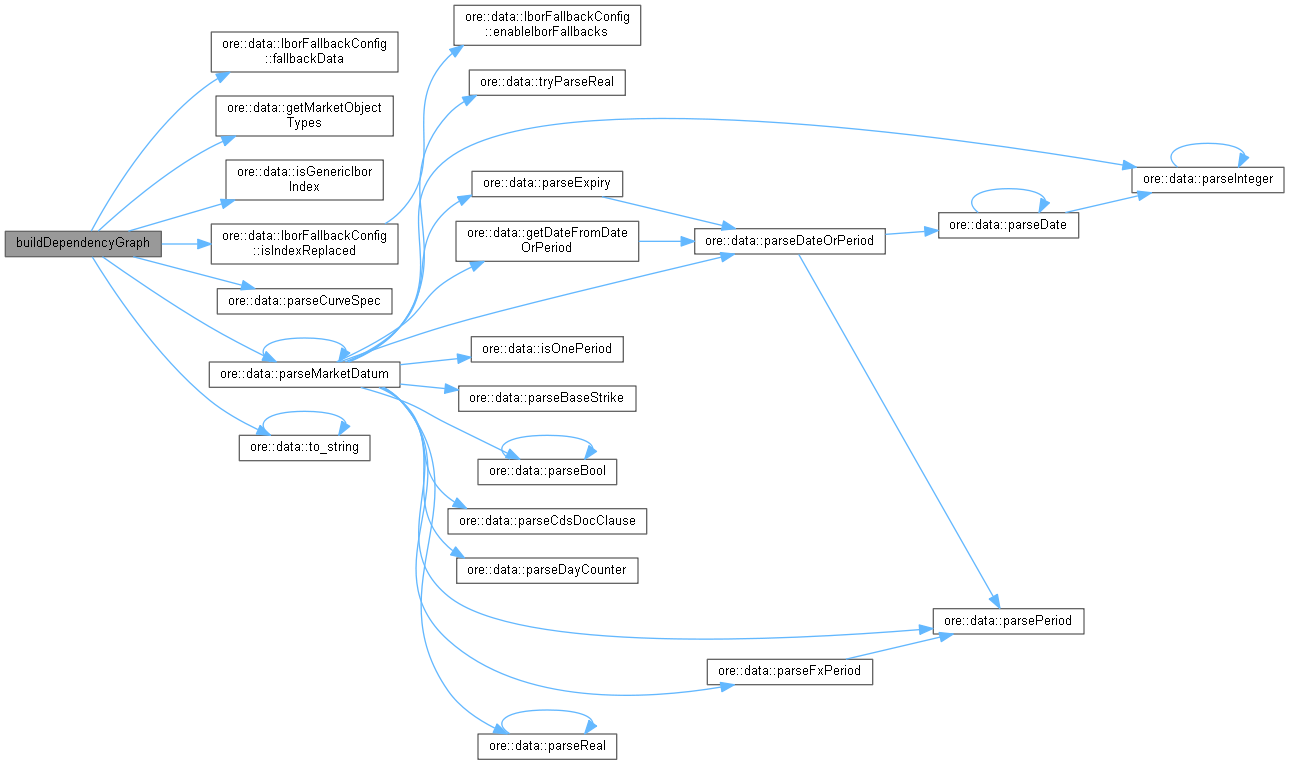 buildDependencyGraph
ore::data::IborFallbackConfig
::fallbackData
ore::data::getMarketObject
Types
ore::data::isGenericIbor
Index
ore::data::IborFallbackConfig
::isIndexReplaced
ore::data::parseCurveSpec
ore::data::parseMarketDatum
ore::data::to_string
ore::data::IborFallbackConfig
::enableIborFallbacks
ore::data::tryParseReal
ore::data::parseExpiry
ore::data::getDateFromDate
OrPeriod
ore::data::isOnePeriod
ore::data::parseBaseStrike
ore::data::parseBool
ore::data::parseCdsDocClause
ore::data::parseDayCounter
ore::data::parseReal
ore::data::parseDateOrPeriod
ore::data::parseFxPeriod
ore::data::parseDate
ore::data::parsePeriod
ore::data::parseInteger